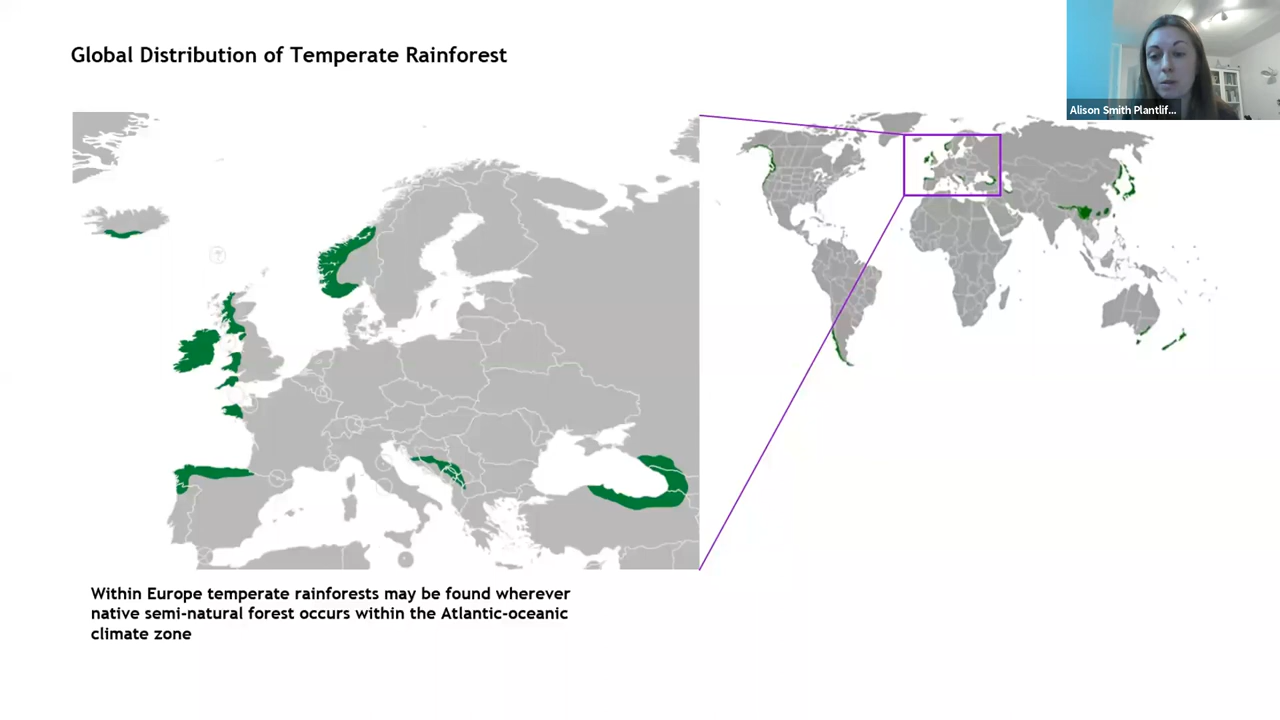 Global Distribution of Temperate Rainforest
Alison Smith Plantlif...
Within Europe temperate rainforests may be found wherever
native semi-natural forest occurs within the Atlantic-oceanic
climate zone